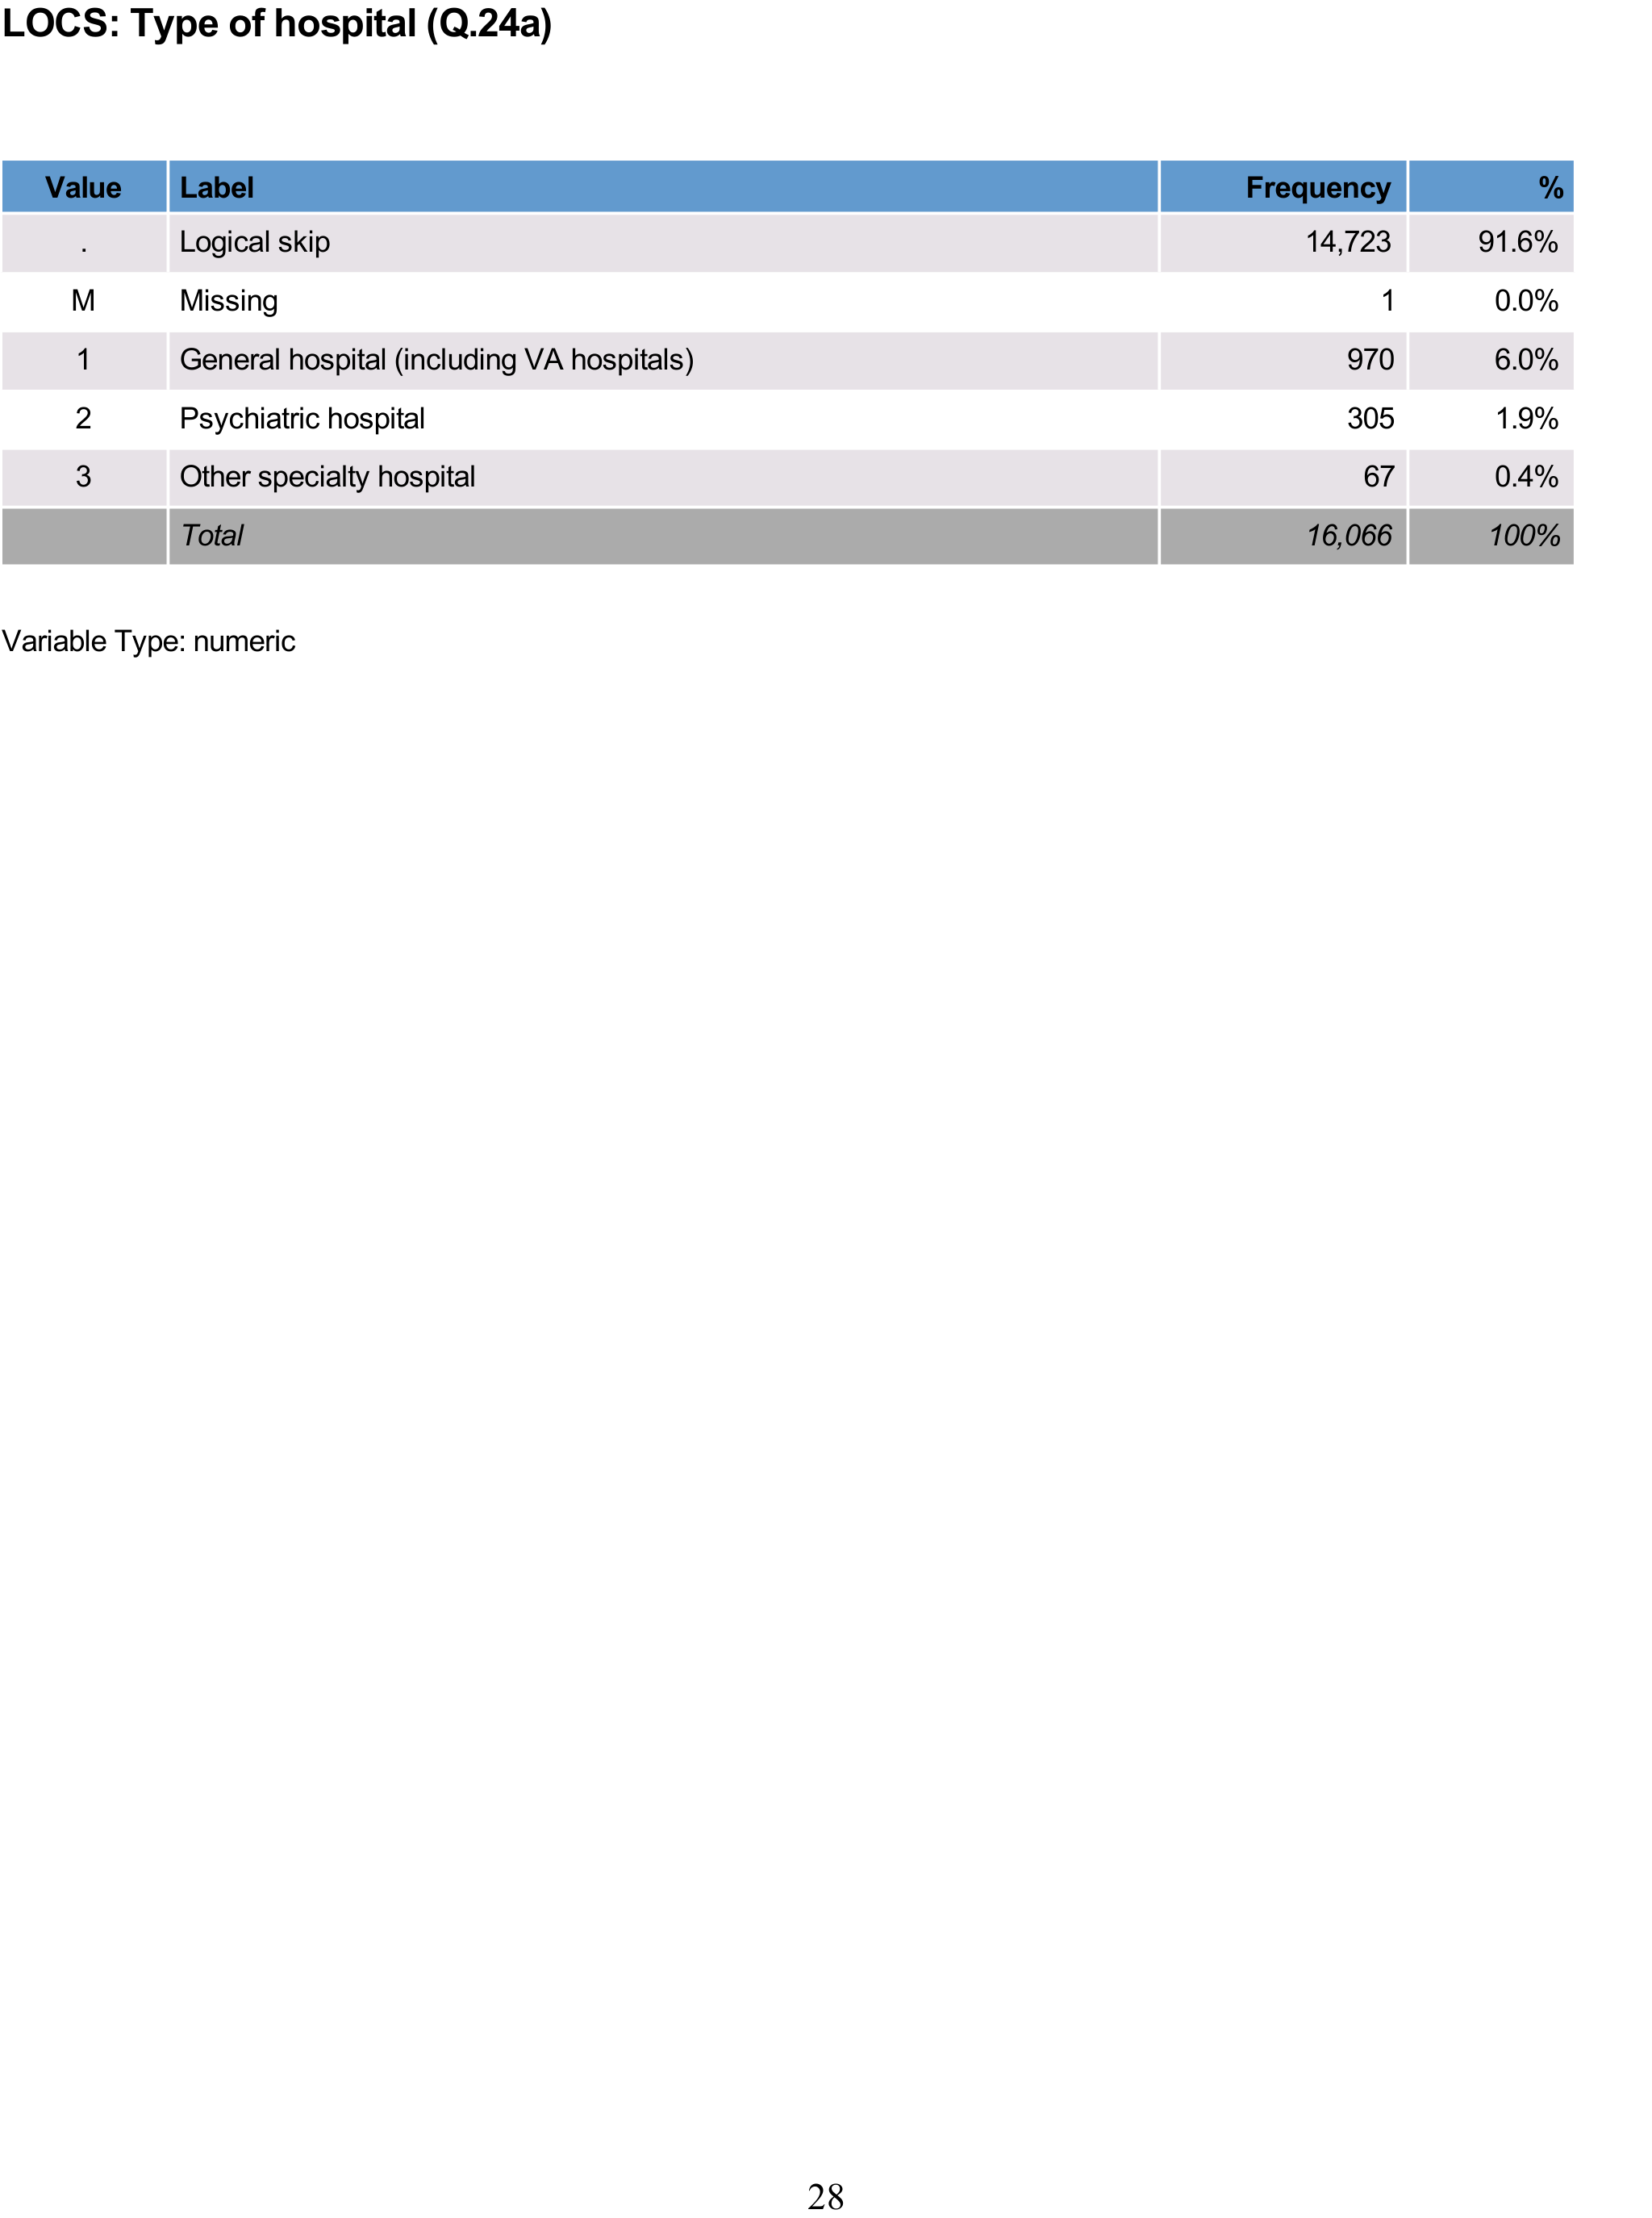 LOCS: Type of hospital (Q.24a)
Value Label Frequency %
. Logical skip 14,723 91.6%
M Missing 1 0.0%
1 General hospital (including VA hospitals) 970 6.0%
2 Psychiatric hospital 305 1.9%
3 Other specialty hospital 67 0.4%
Total 16,066 100%
Variable Type: numeric
28